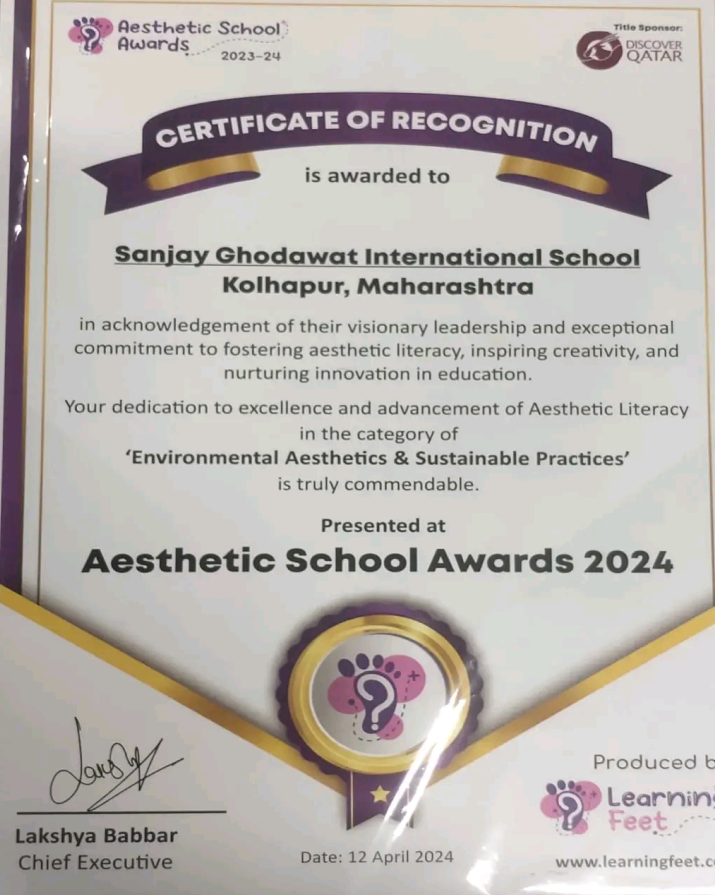 Aesthetic School
Awards
2023-24
Title Sponsor:
DISCOVER
QATAR
CERTIFICATE OF RECOGNITION
is awarded to
Sanjay Ghodawat International School
Kolhapur, Maharashtra
in acknowledgement of their visionary leadership and exceptional
commitment to fostering aesthetic literacy, inspiring creativity, and
nurturing innovation in education.
Your dedication to excellence and advancement of Aesthetic Literacy
in the category of
‘Environmental Aesthetics & Sustainable Practices’
is truly commendable.
Presented at
Aesthetic School Awards 2024
Lakshya Babbar
Chief Executive
Date: 12 April 2024
Produced b
Learning
Feet
www.learningfeet.c